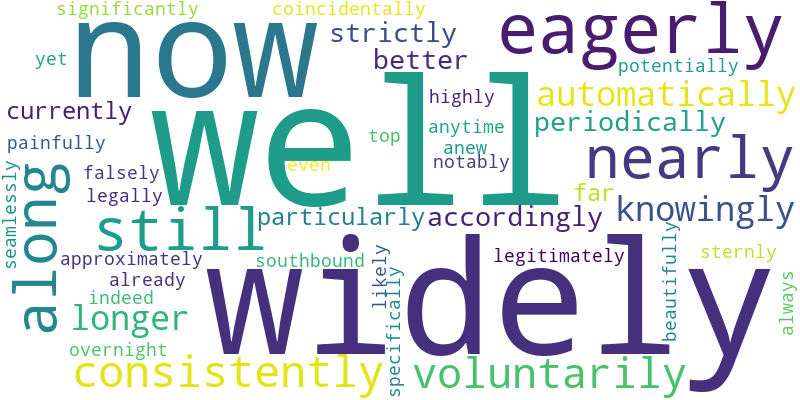 significantly
coincidentally
now
strictly
eagerly
yet
better
potentially
well
highly
automatically
currently
anytime
periodically
painfully
top
anew
nearly
falsely
even
notably
seamlessly
along
legally
far
knowingly
still
particularly
accordingly
approximately
southbound
likely
widely
legitimately
beautifully
sternly
already
specifically
always
indeed
longer
overnight
consistently
voluntarily